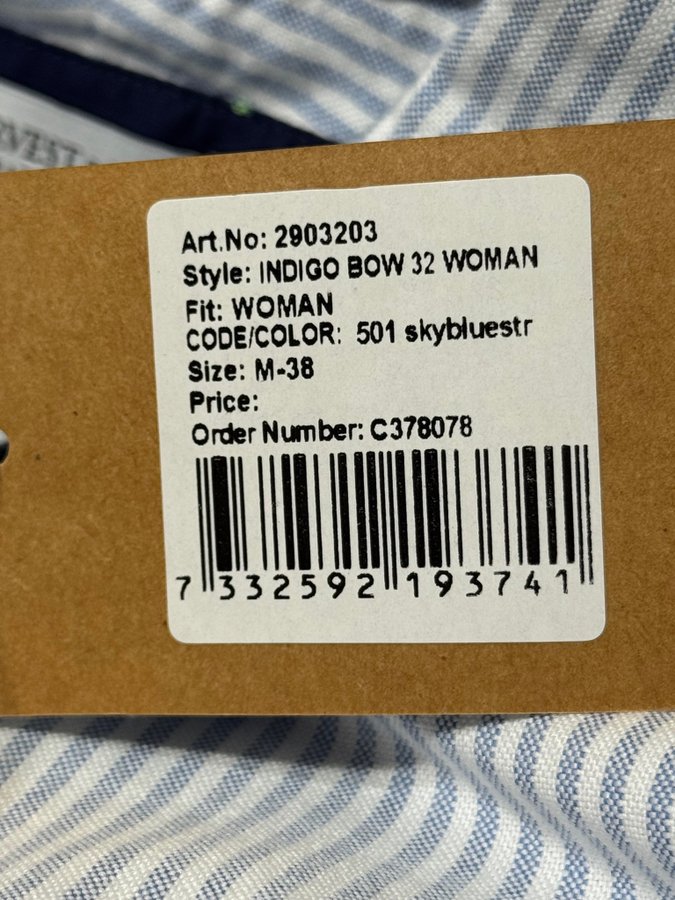 Art.No: 2903203
Style: INDIGO BOW 32 WOMAN
Fit: WOMAN
CODE/COLOR: 501 skybluestr
Size: M-38
Price:
Order Number: C378078
7 332592 193741